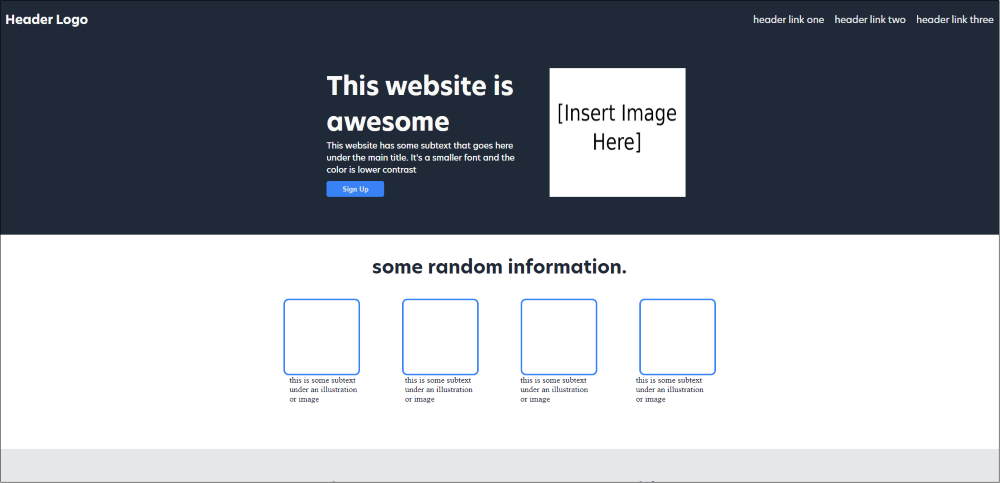 Header Logo
header link one
header link two
header link three
This website is
awesome
This website has some subtext that goes here
under the main title. It's a smaller font and the
color is lower contrast
Sign Up
[Insert Image
Here]
some random information.
this is some subtext
under an illustration
or image
this is some subtext
under an illustration
or image
this is some subtext
under an illustration
or image
this is some subtext
under an illustration
or image